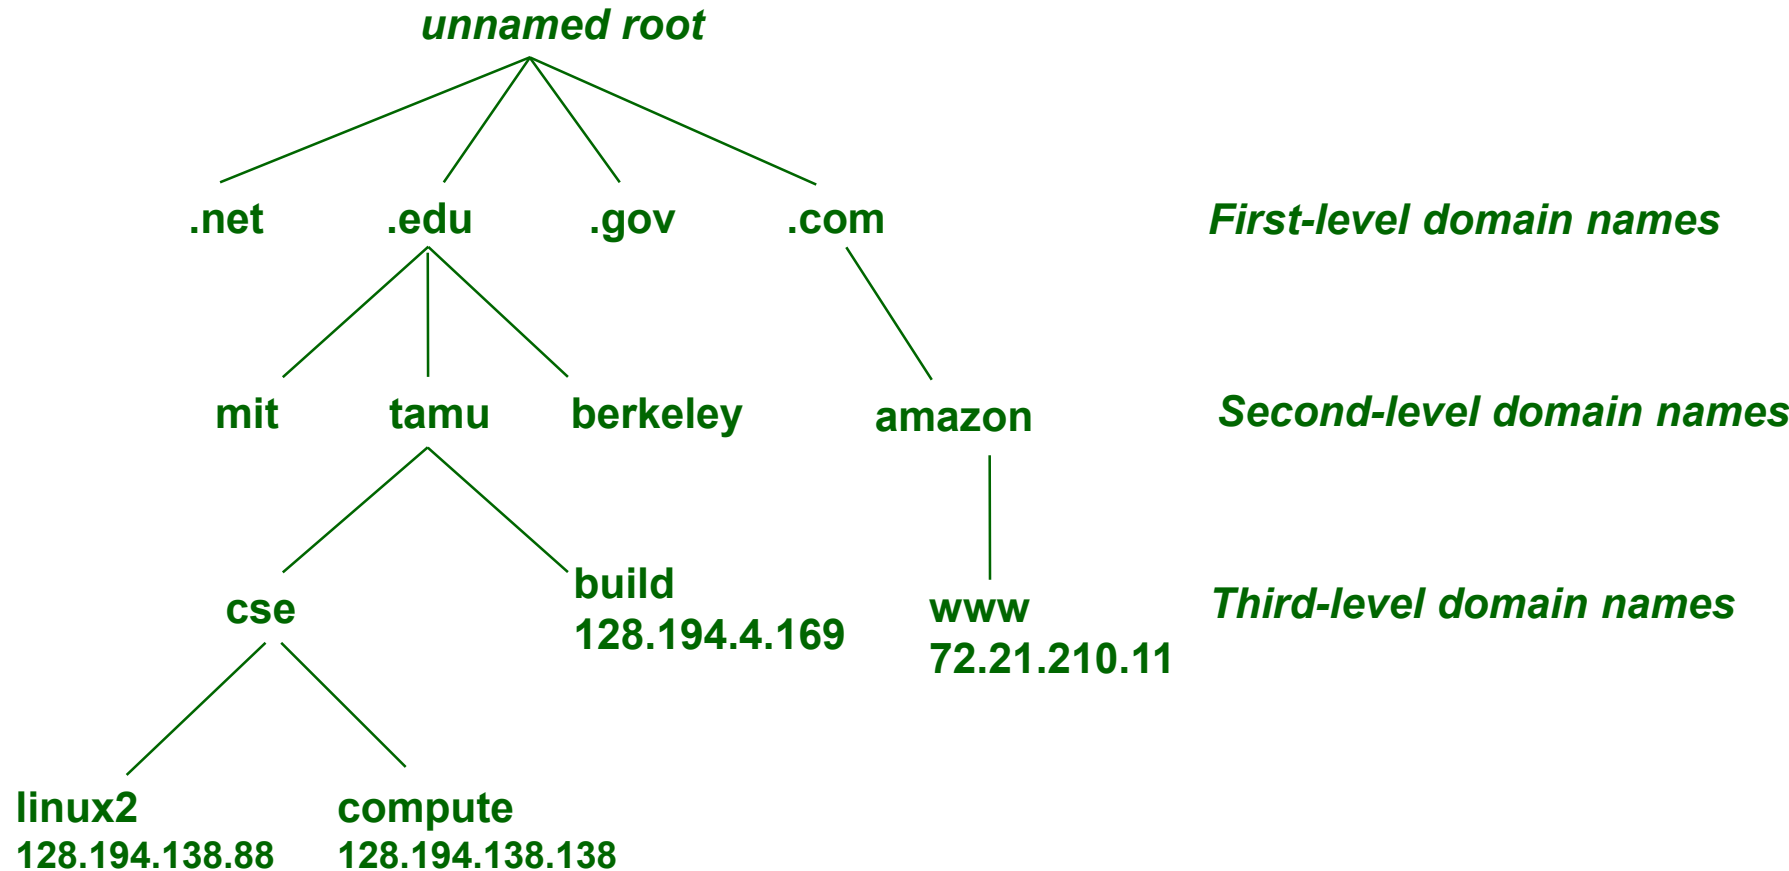 unnamed root
.net .edu .gov .com First-level domain names
mit tamu berkeley amazon Second-level domain names
cse build www Third-level domain names
128.194.4.169 72.21.210.11
linux2 compute
128.194.138.88 128.194.138.138